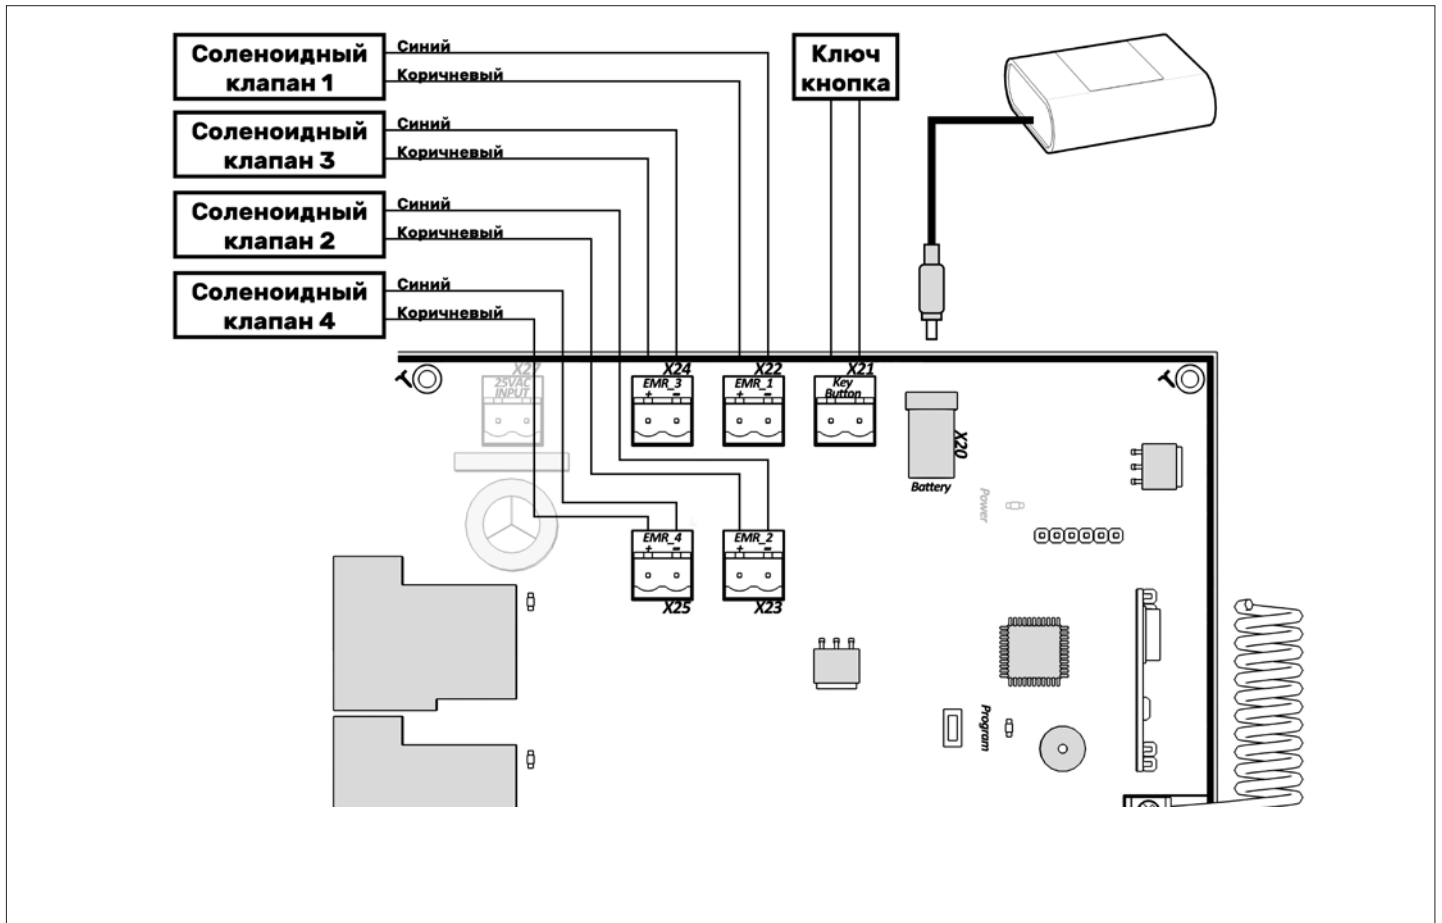 Соленоидный
клапан 1
Синий
Коричневый
Соленоидный
клапан 3
Синий
Коричневый
Соленоидный
клапан 2
Синий
Коричневый
Соленоидный
клапан 4
Синий
Коричневый
Ключ
кнопка
X27
25VAC
INPUT
X24
EMR_3
+ -
X22
EMR_1
+ -
X21
Key
Button
X20
Battery
Power
EMR_4
+ -
X25
EMR_2
+ -
X23
Program